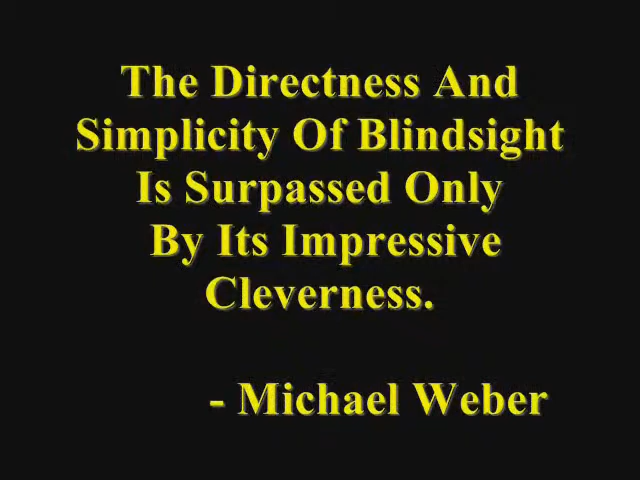 The Directness And
Simplicity Of Blindsight
Is Surpassed Only
By Its Impressive
Cleverness.
- Michael Weber